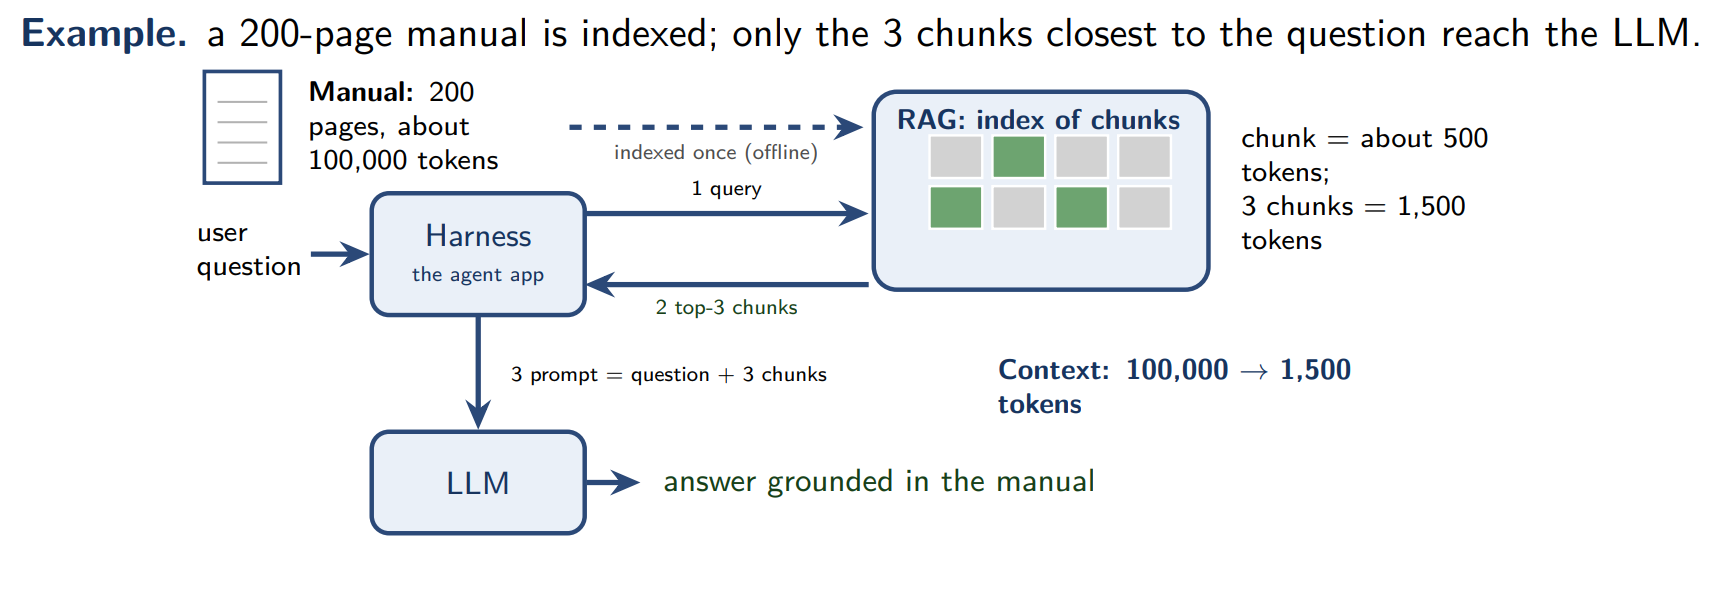 Example. a 200-page manual is indexed; only the 3 chunks closest to the question reach the LLM.
Manual: 200
pages, about
100,000 tokens
indexed once (offline)
RAG: index of chunks
chunk = about 500
tokens;
3 chunks = 1,500
tokens
user
question
Harness
the agent app
1 query
2 top-3 chunks
3 prompt = question + 3 chunks
Context: 100,000 → 1,500
tokens
LLM
answer grounded in the manual